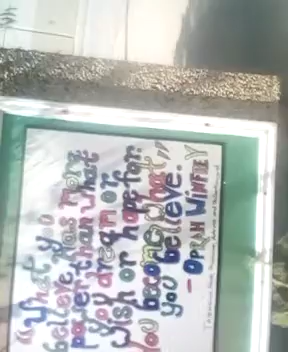 "What you
believe, has more
power than what
you dream or
Wish or hope for.
You become what
you believe."
- OPRAH WINFREY